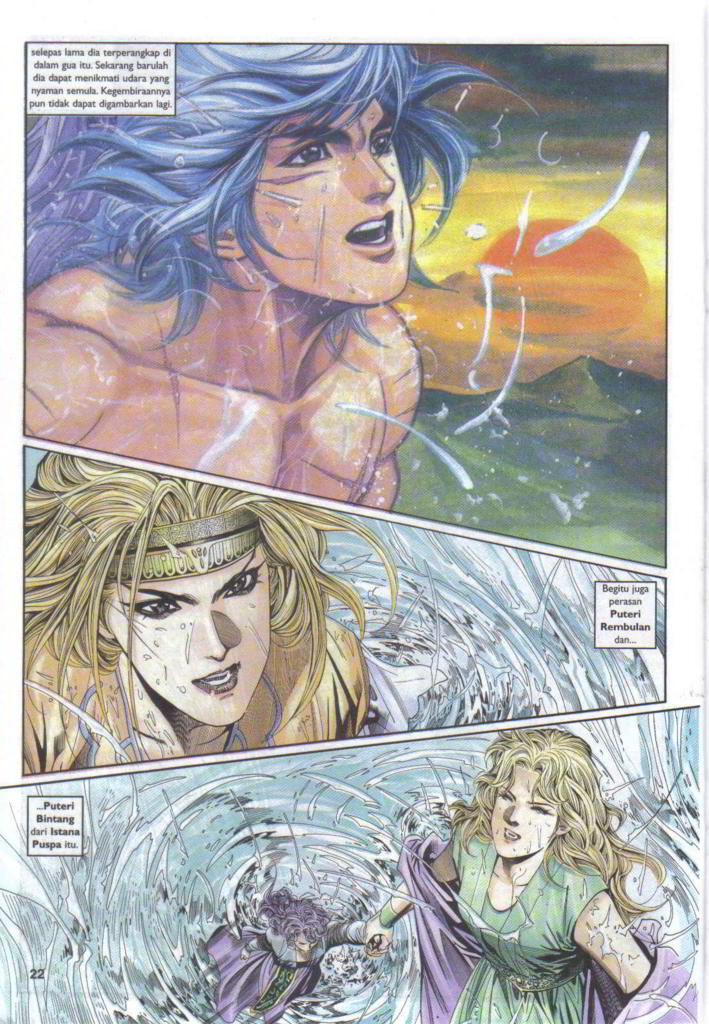 selepas lama dia terperangkap di
dalam gua itu. Sekarang barulah
dia dapat menikmati udara yang
nyaman semula. Kegembiraannya
pun tidak dapat digambarkan lagi.
Begitu juga
perasan
Puteri
Rembulan
dan...
...Puteri
Bintang
dari Istana
Puspa itu.
22